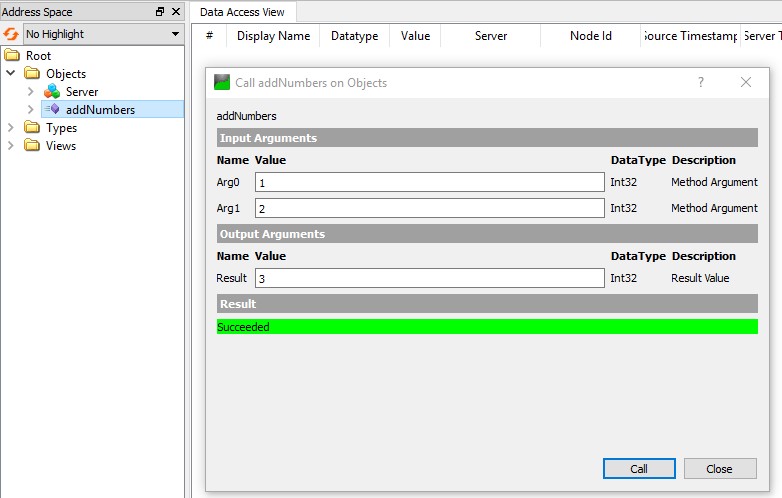 Address Space
No Highlight
Root
Objects
Server
addNumbers
Types
Views
Data Access View
# Display Name Datatype Value Server Node Id Source Timestamp Server T
Call addNumbers on Objects ?
addNumbers
Input Arguments
Name Value DataType Description
Arg0 1 Int32 Method Argument
Arg1 2 Int32 Method Argument
Output Arguments
Name Value DataType Description
Result 3 Int32 Result Value
Result
Succeeded
Call Close